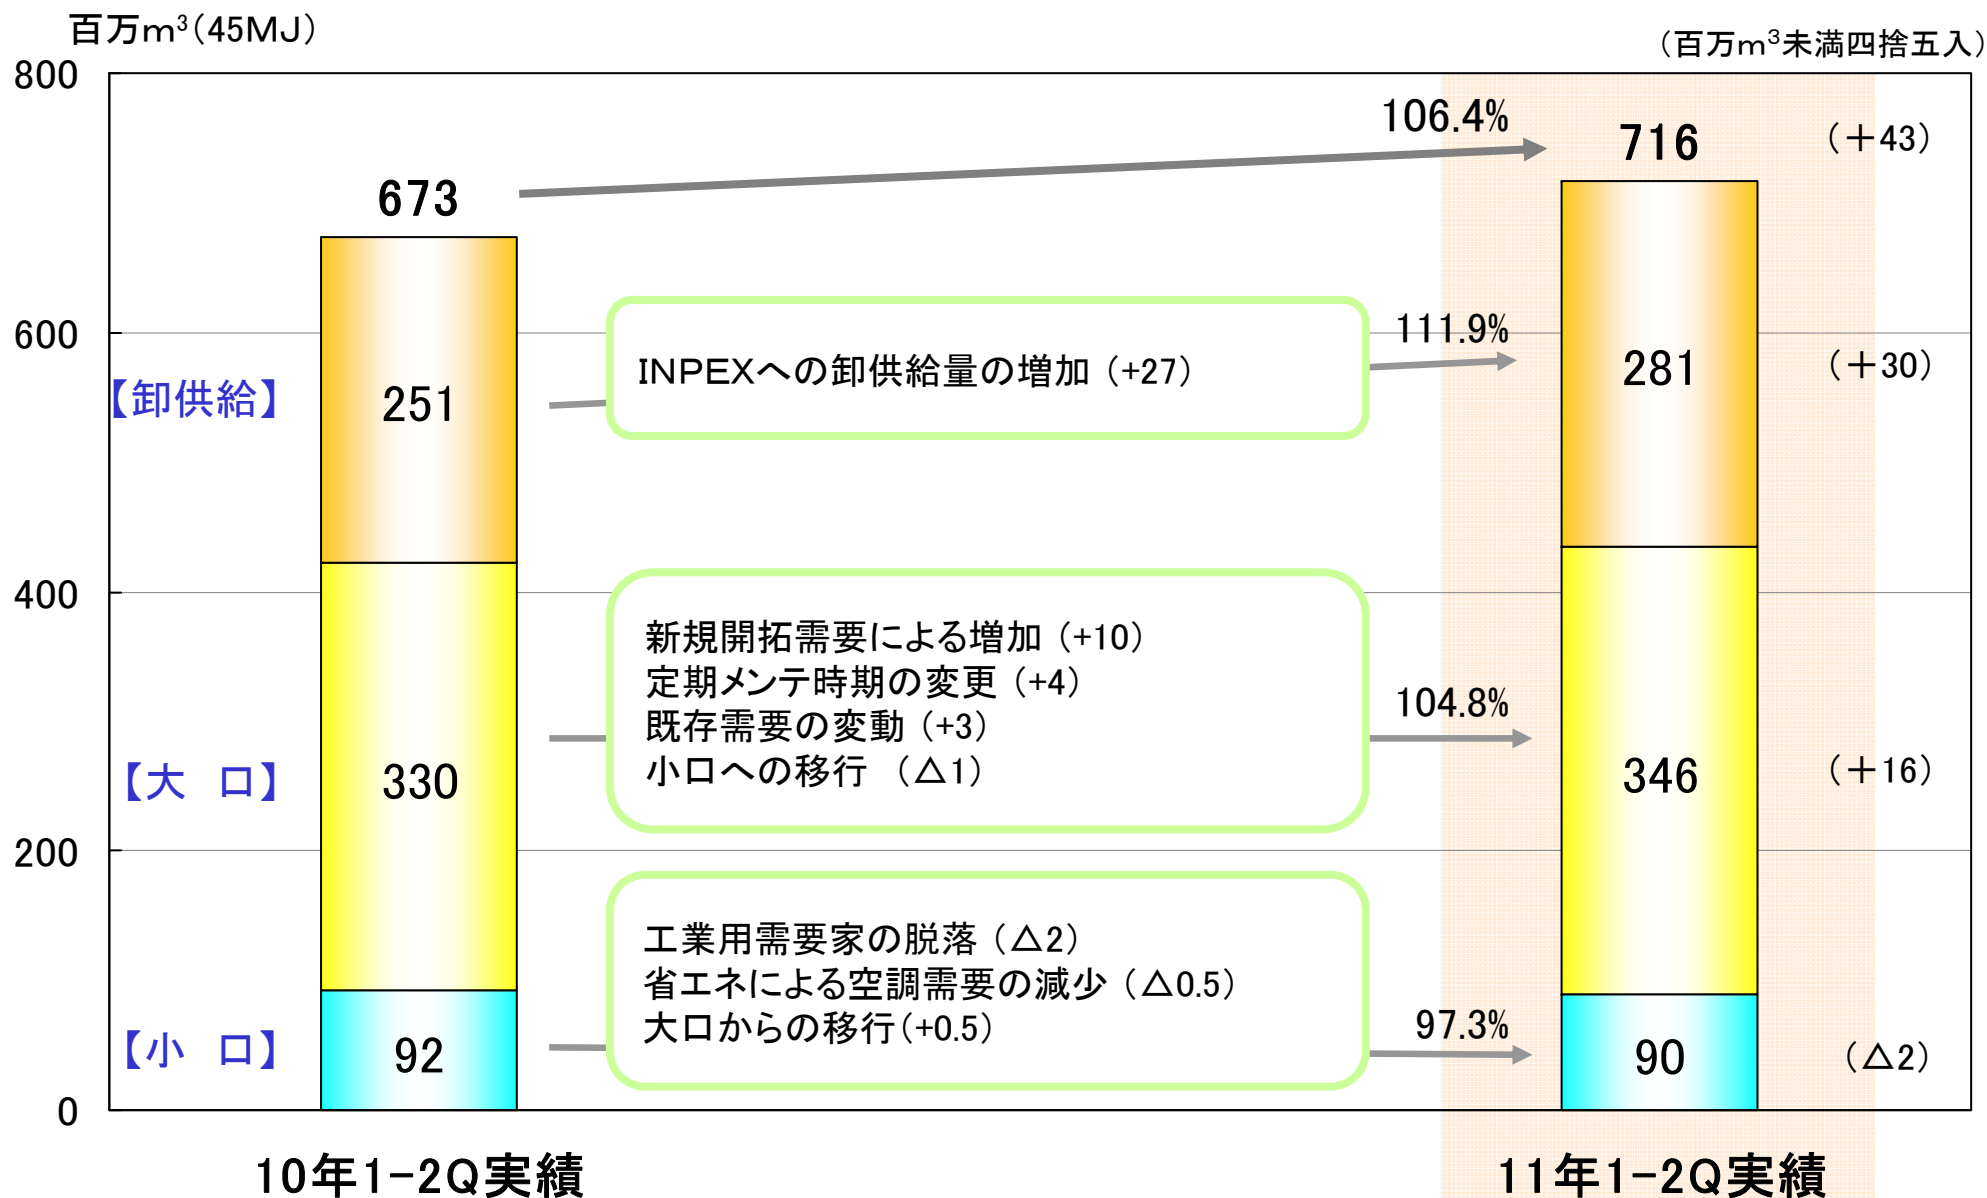 百万m³（45MJ）
（百万m³未満四捨五入）
800
600
400
200
0
673
106.4%
716
（＋43）
【卸供給】
251
INPEXへの卸供給量の増加（+27）
111.9%
281
（＋30）
【大　口】
330
新規開拓需要による増加（+10）
定期メンテ時期の変更（+4）
既存需要の変動（+3）
小口への移行　（△1）
104.8%
346
（＋16）
【小　口】
92
工業用需要家の脱落（△2）
省エネによる空調需要の減少（△0.5）
大口からの移行（+0.5）
97.3%
90
（△2）
10年1-2Q実績
11年1-2Q実績